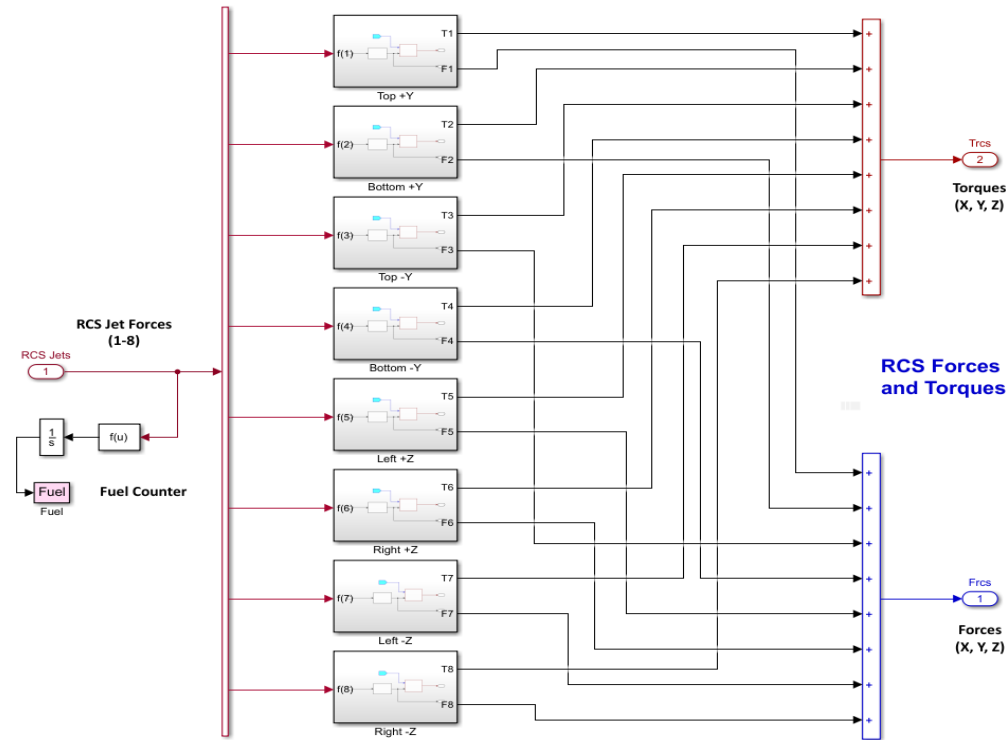 T1
f(1)
F1
Top +Y
T2
f(2)
F2
Bottom +Y
T3
f(3)
F3
Top -Y
T4
f(4)
F4
Bottom -Y
T5
f(5)
F5
Left +Z
T6
f(6)
F6
Right +Z
T7
f(7)
F7
Left -Z
T8
f(8)
F8
Right -Z
RCS Jet Forces
(1-8)
RCS Jets
1
1
s
f(u)
Fuel
Fuel
Fuel Counter
+
+
+
+
+
+
+
+
Trcs
2
Torques
(X, Y, Z)
RCS Forces
and Torques
+
+
+
+
+
+
+
+
Frcs
1
Forces
(X, Y, Z)